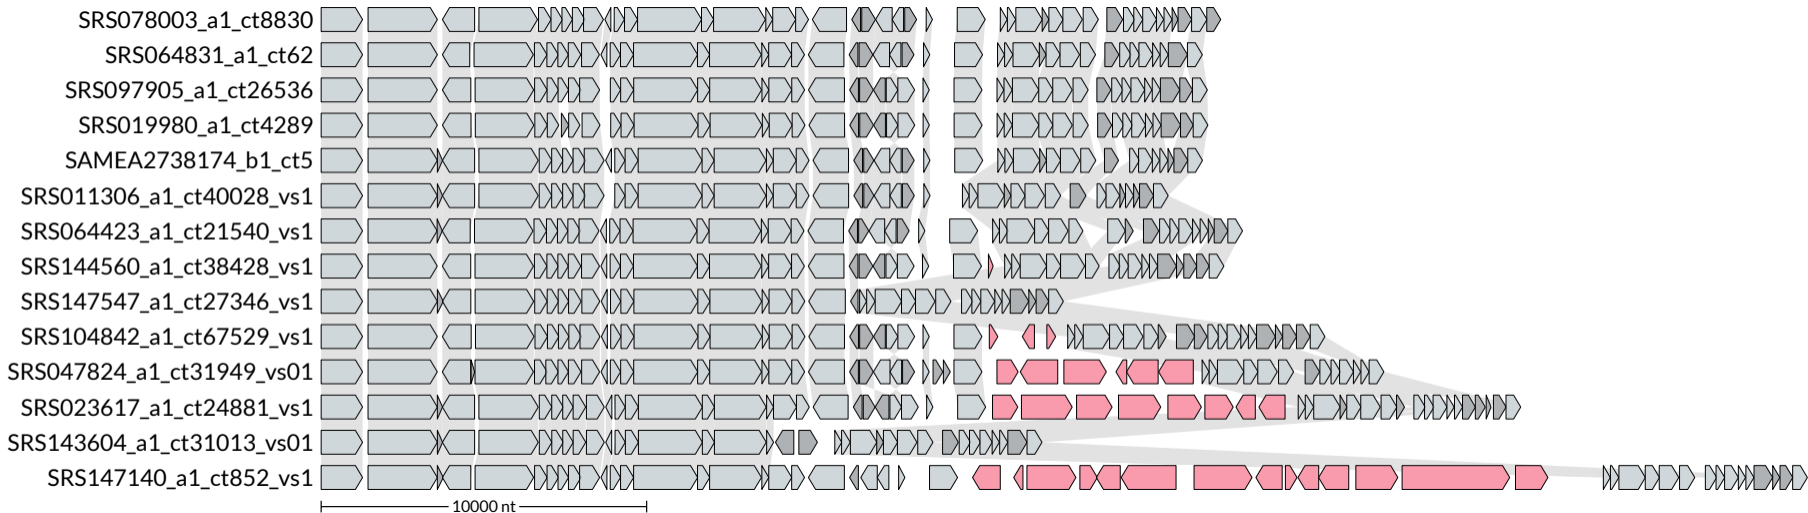 SRS078003_a1_ct8830
SRS064831_a1_ct62
SRS097905_a1_ct26536
SRS019980_a1_ct4289
SAMEA2738174_b1_ct5
SRS011306_a1_ct40028_vs1
SRS064423_a1_ct21540_vs1
SRS144560_a1_ct38428_vs1
SRS147547_a1_ct27346_vs1
SRS104842_a1_ct67529_vs1
SRS047824_a1_ct31949_vs01
SRS023617_a1_ct24881_vs1
SRS143604_a1_ct31013_vs01
SRS147140_a1_ct852_vs1
10000 nt